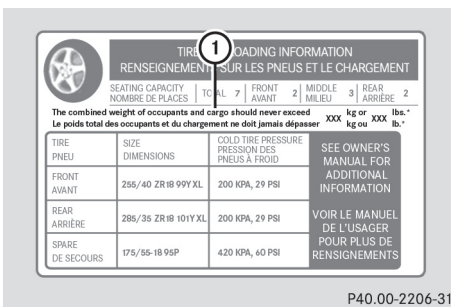 TIRE LOADING INFORMATION
RENSEIGNEMENT SUR LES PNEUS ET LE CHARGEMENT
1
SEATING CAPACITY TO AL 7 FRONT 2 MIDDLE 3 REAR 2
NOMBRE DE PLACES AVANT MILIEU ARRIÈRE
The combined weight of occupants and cargo should never exceed XXX kg or XXX lbs.*
Le poids total des occupants et du chargement ne doit jamais dépasser kg ou lb.*
TIRE SIZE COLD TIRE PRESSURE
PNEU DIMENSIONS PRESSION DES
PNEUS À FROID
FRONT
AVANT 255/40 ZR18 99Y XL 200 KPA, 29 PSI
REAR
ARRIÈRE 285/35 ZR18 101Y XL 200 KPA, 29 PSI
SPARE
DE SECOURS 175/55-18 95P 420 KPA, 60 PSI
SEE OWNER'S
MANUAL FOR
ADDITIONAL
INFORMATION
VOIR LE MANUEL
DE L'USAGER
POUR PLUS DE
RENSIGNEMENTS
P40.00-2206-31